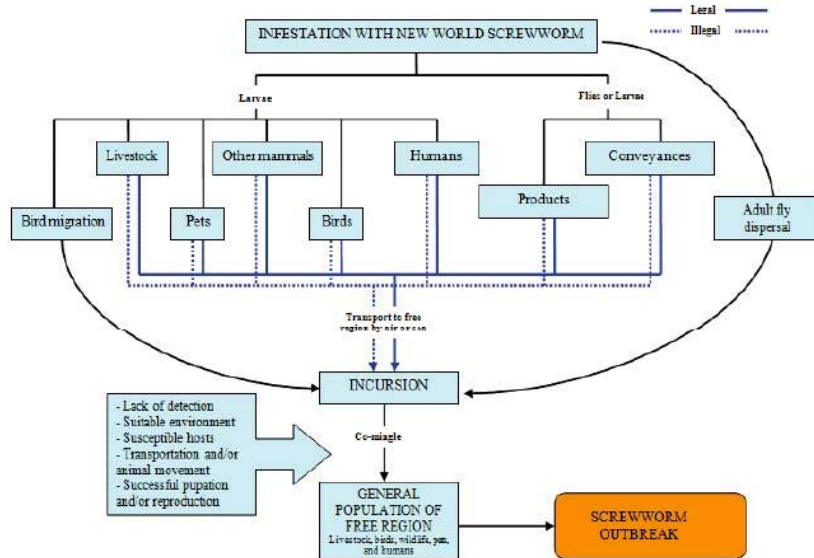 Legal
Illegal
INFESTATION WITH NEW WORLD SCREWWORM
Larvae
Flies or Larvae
Livestock
Other mammals
Humans
Conveyances
Bird migration
Pets
Birds
Products
Adult fly
dispersal
Transport to free
region by air or sea
INCURSION
- Lack of detection
- Suitable environment
- Susceptible hosts
- Transportation and/or
animal movement
- Successful pupation
and/or reproduction
Co-mingle
GENERAL
POPULATION OF
FREE REGION
Livestock, birds, wildlife, pets,
and humans
SCREWWORM
OUTBREAK